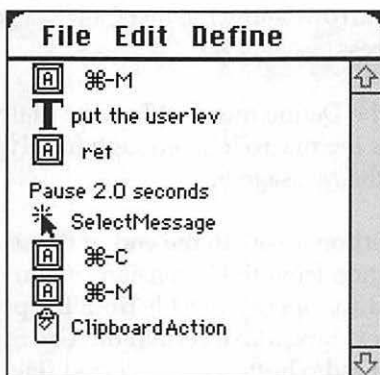 File Edit Define
A ⌘-M
T put the userlev
A ret
Pause 2.0 seconds
SelectMessage
A ⌘-C
A ⌘-M
ClipboardAction